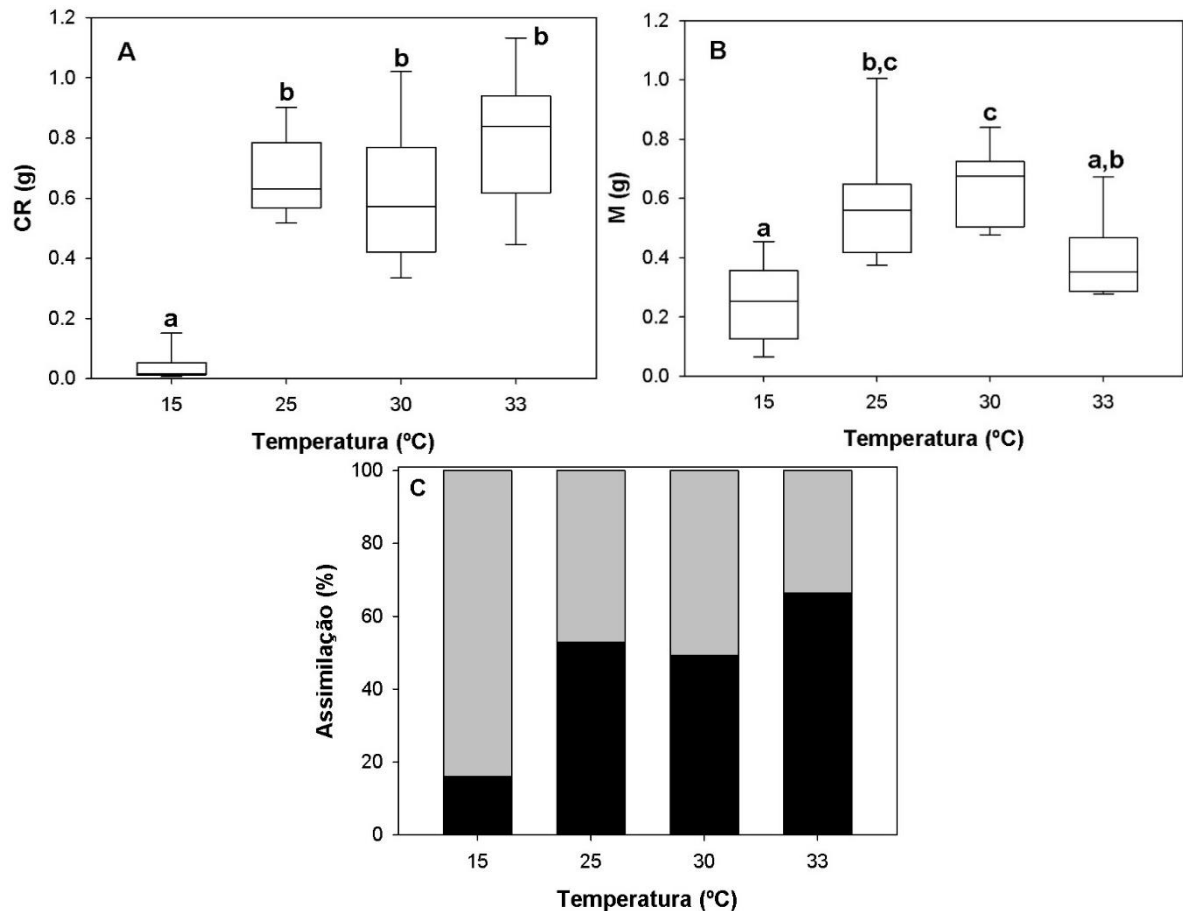 A
CR (g)
1.2
1.0
0.8
0.6
0.4
0.2
0.0
a
b
b
b
15 25 30 33
Temperatura (ºC)
B
M (g)
1.2
1.0
0.8
0.6
0.4
0.2
0.0
a
b,c
c
a,b
15 25 30 33
Temperatura (ºC)
C
Assimilação (%)
100
80
60
40
20
0
15 25 30 33
Temperatura (ºC)